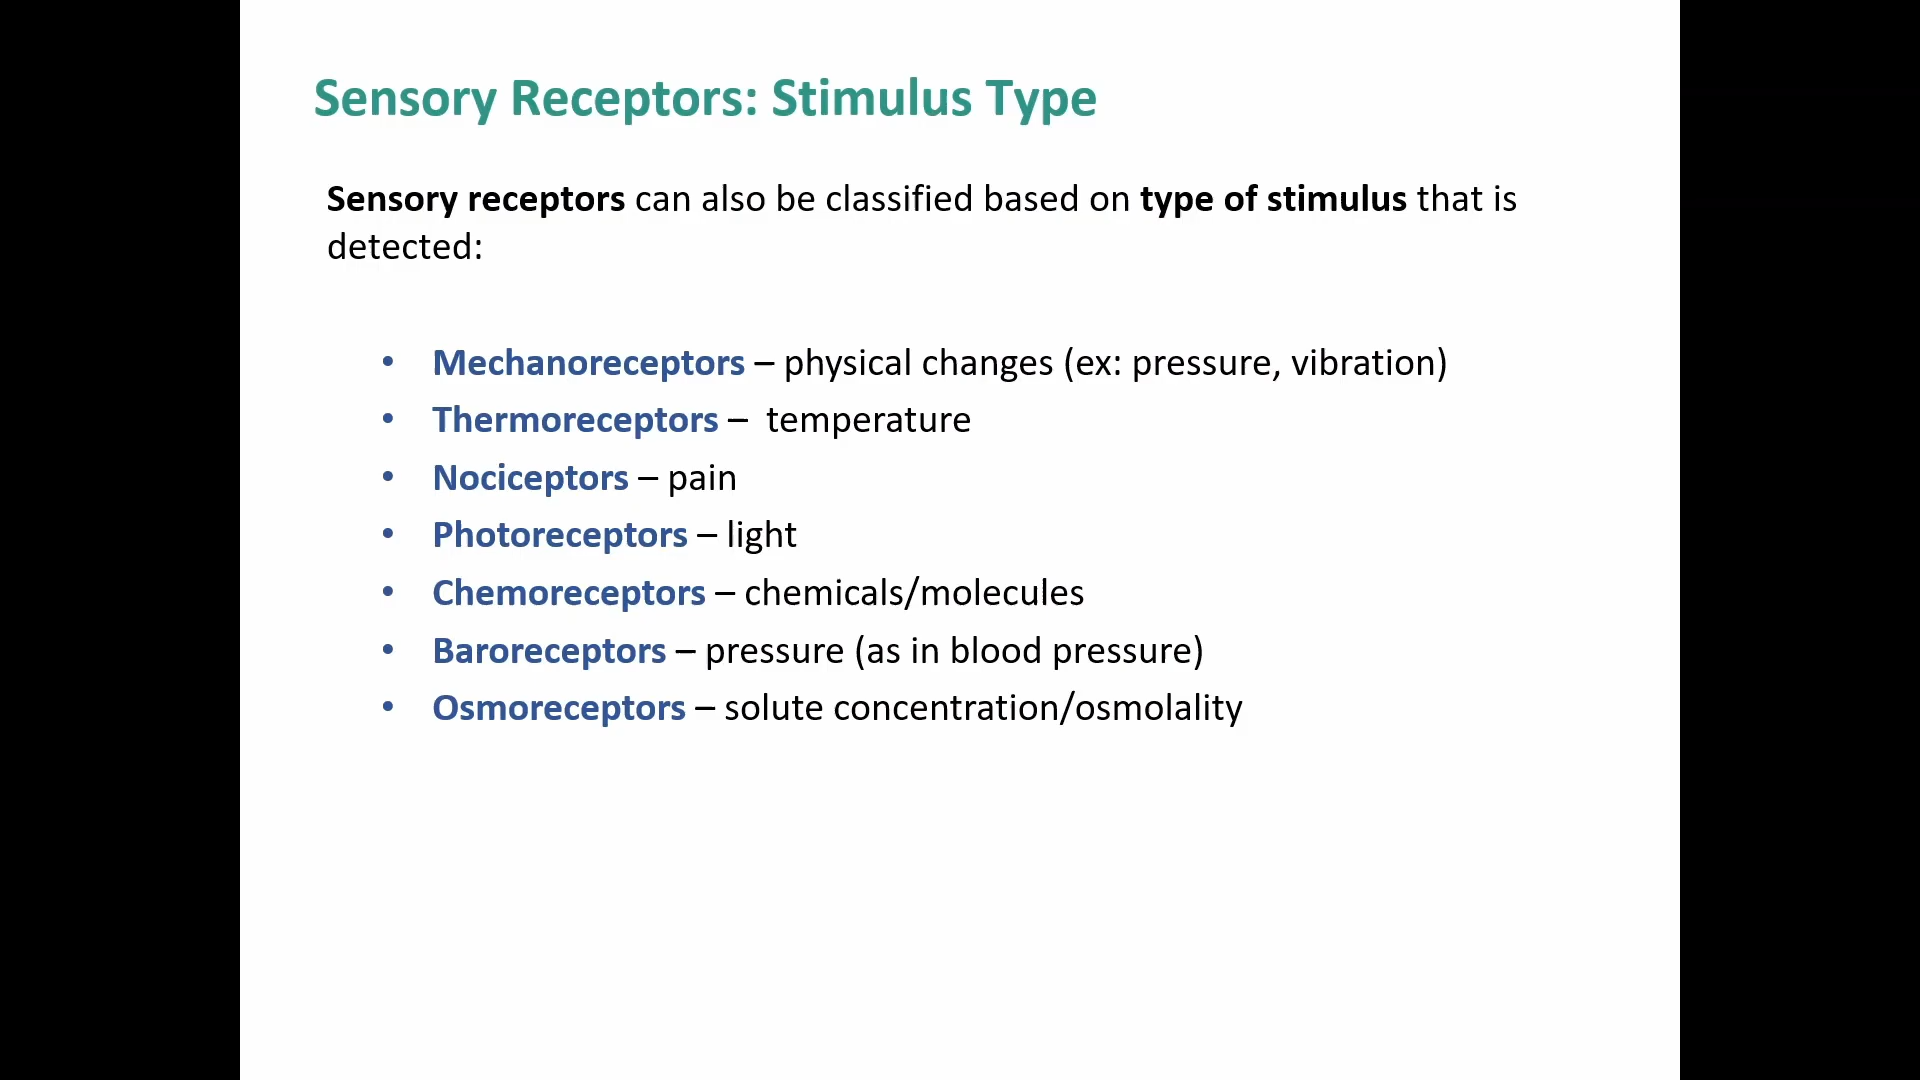 Sensory Receptors: Stimulus Type
Sensory receptors can also be classified based on type of stimulus that is
detected:
• Mechanoreceptors – physical changes (ex: pressure, vibration)
• Thermoreceptors – temperature
• Nociceptors – pain
• Photoreceptors – light
• Chemoreceptors – chemicals/molecules
• Baroreceptors – pressure (as in blood pressure)
• Osmoreceptors – solute concentration/osmolality